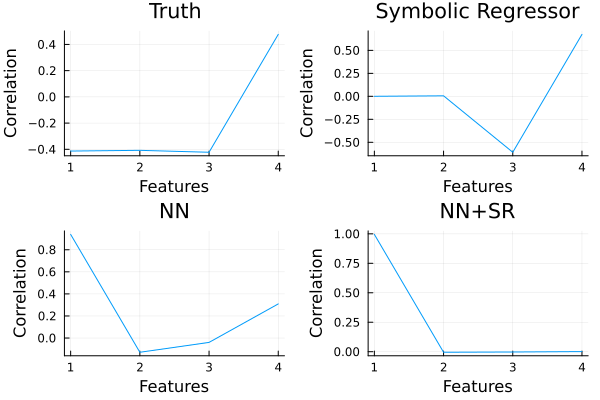 Truth
0.4
0.2
0.0
−0.2
−0.4
Correlation
1 2 3 4
Features
Symbolic Regressor
0.50
0.25
0.00
−0.25
−0.50
Correlation
1 2 3 4
Features
NN
0.8
0.6
0.4
0.2
0.0
Correlation
1 2 3 4
Features
NN+SR
1.00
0.75
0.50
0.25
0.00
Correlation
1 2 3 4
Features